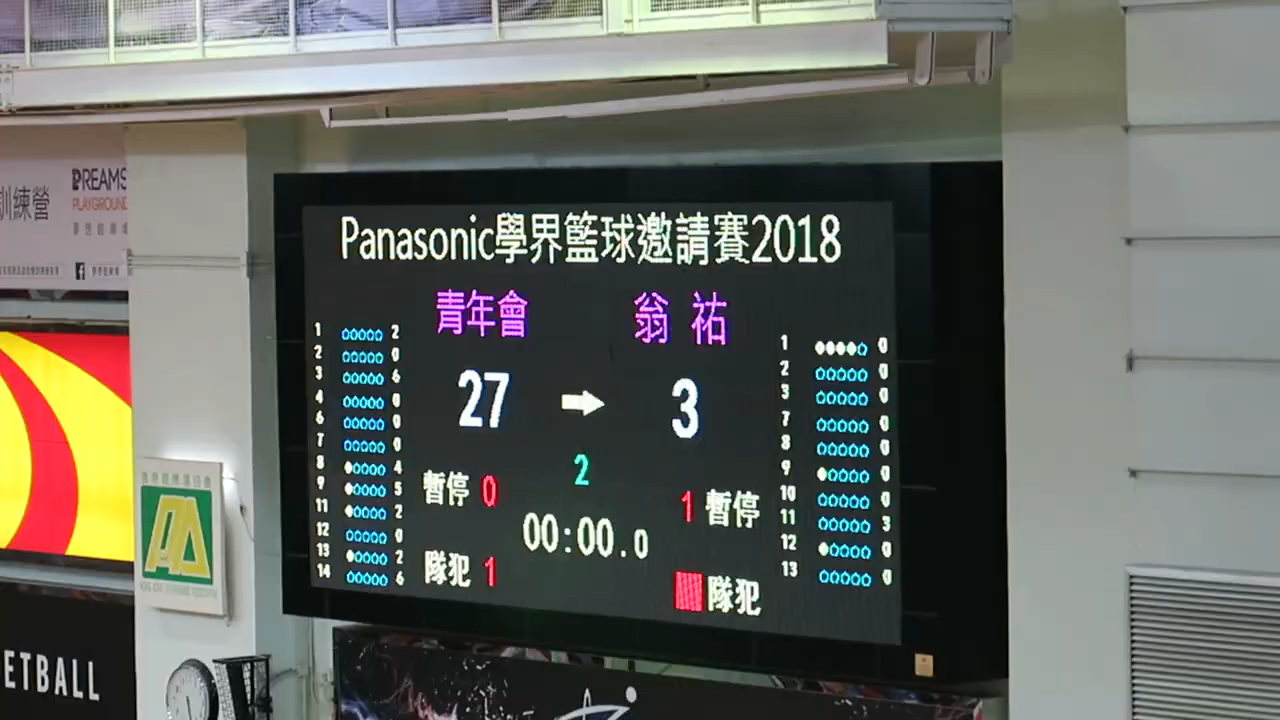 Panasonic學界籃球邀請賽2018
青年會
翁 祐
27
3
2
暫停 0
1 暫停
00:00.0
隊犯 1
隊犯
1 2
2 0
3 6
4 0
6 0
7 0
8 4
9 5
11 2
12 0
13 2
14 6
1 0
2 0
3 0
7 0
8 0
9 0
10 0
11 3
12 0
13 0
訓練營
DREAMS
PLAYGROUND
ETBALL